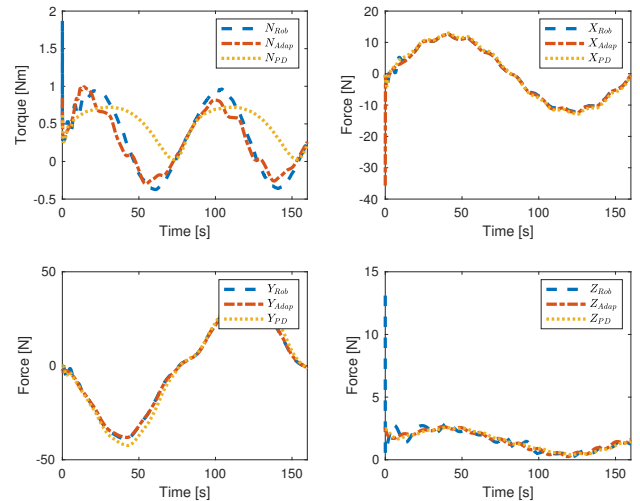 2
1.5
1
0.5
0
-0.5
Torque [Nm]
0 50 100 150
Time [s]
N_Rob
N_Adap
N_PD
20
10
0
-10
-20
-30
-40
Force [N]
0 50 100 150
Time [s]
X_Rob
X_Adap
X_PD
50
0
-50
Force [N]
0 50 100 150
Time [s]
Y_Rob
Y_Adap
Y_PD
15
10
5
0
Force [N]
0 50 100 150
Time [s]
Z_Rob
Z_Adap
Z_PD